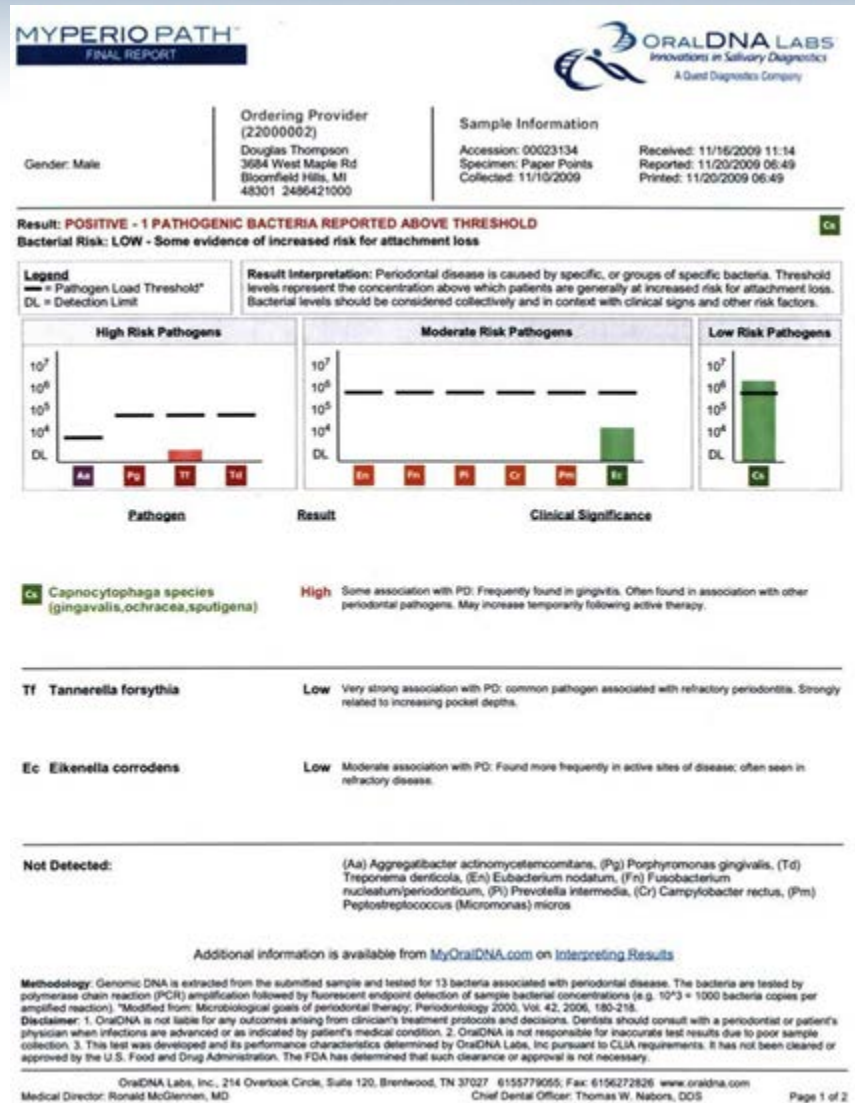 MYPERIO PATH™
FINAL REPORT
ORALDNA LABS
Innovations in Salivary Diagnostics
A Quest Diagnostics Company
Gender: Male
Ordering Provider
(22000002)
Douglas Thompson
3684 West Maple Rd
Bloomfield Hills, MI
48301 2486421000
Sample Information
Accession: 00023134
Specimen: Paper Points
Collected: 11/10/2009
Received: 11/16/2009 11:14
Reported: 11/20/2009 06:49
Printed: 11/20/2009 06:49
Result: POSITIVE - 1 PATHOGENIC BACTERIA REPORTED ABOVE THRESHOLD
Cs
Bacterial Risk: LOW - Some evidence of increased risk for attachment loss
Legend
= Pathogen Load Threshold*
DL = Detection Limit
Result Interpretation: Periodontal disease is caused by specific, or groups of specific bacteria. Threshold
levels represent the concentration above which patients are generally at increased risk for attachment loss.
Bacterial levels should be considered collectively and in context with clinical signs and other risk factors.
High Risk Pathogens
10⁷
10⁶
10⁵
10⁴
DL
Aa Pg Tf Td
Moderate Risk Pathogens
10⁷
10⁶
10⁵
10⁴
DL
En Fn Pi Cr Pm Ec
Low Risk Pathogens
10⁷
10⁶
10⁵
10⁴
DL
Cs
Pathogen Result Clinical Significance
Cs Capnocytophaga species
(gingavalis,ochracea,sputigena)
High Some association with PD: Frequently found in gingivitis. Often found in association with other
periodontal pathogens. May increase temporarily following active therapy.
Tf Tannerella forsythia
Low Very strong association with PD: common pathogen associated with refractory periodontitis. Strongly
related to increasing pocket depths.
Ec Eikenella corrodens
Low Moderate association with PD: Found more frequently in active sites of disease; often seen in
refractory disease.
Not Detected:
(Aa) Aggregatibacter actinomycetemcomitans, (Pg) Porphyromonas gingivalis, (Td)
Treponema denticola, (En) Eubacterium nodatum, (Fn) Fusobacterium
nucleatum/periodonticum, (Pi) Prevotella intermedia, (Cr) Campylobacter rectus, (Pm)
Peptostreptococcus (Micromonas) micros
Additional information is available from MyOralDNA.com on Interpreting Results
Methodology: Genomic DNA is extracted from the submitted sample and tested for 13 bacteria associated with periodontal disease. The bacteria are tested by
polymerase chain reaction (PCR) amplification followed by fluorescent endpoint detection of sample bacterial concentrations (e.g. 10^3 = 1000 bacteria copies per
amplified reaction). *Modified from: Microbiological goals of periodontal therapy; Periodontology 2000, Vol. 42, 2006, 180-218.
Disclaimer: 1. OralDNA is not liable for any outcomes arising from clinician's treatment protocols and decisions. Dentists should consult with a periodontist or patient's
physician when infections are advanced or as indicated by patient's medical condition. 2. OralDNA is not responsible for inaccurate test results due to poor sample
collection. 3. This test was developed and its performance characteristics determined by OralDNA Labs, Inc pursuant to CLIA requirements. It has not been cleared or
approved by the U.S. Food and Drug Administration. The FDA has determined that such clearance or approval is not necessary.
OralDNA Labs, Inc., 214 Overlook Circle, Suite 120, Brentwood, TN 37027 6155779055; Fax: 6156272826 www.oraldna.com
Medical Director: Ronald McGlennen, MD
Chief Dental Officer: Thomas W. Nabors, DDS
Page 1 of 2